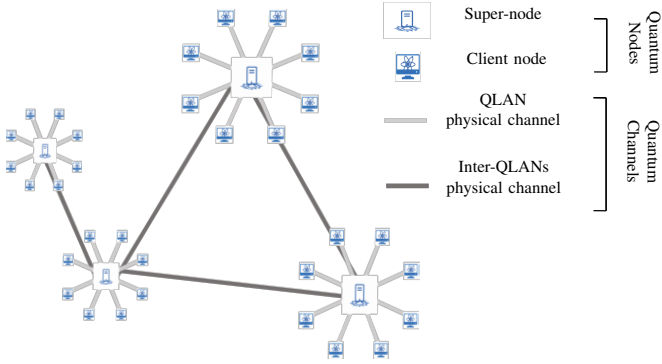 Super-node
Client node
Quantum
Nodes
QLAN
physical channel
Inter-QLANs
physical channel
Quantum
Channels